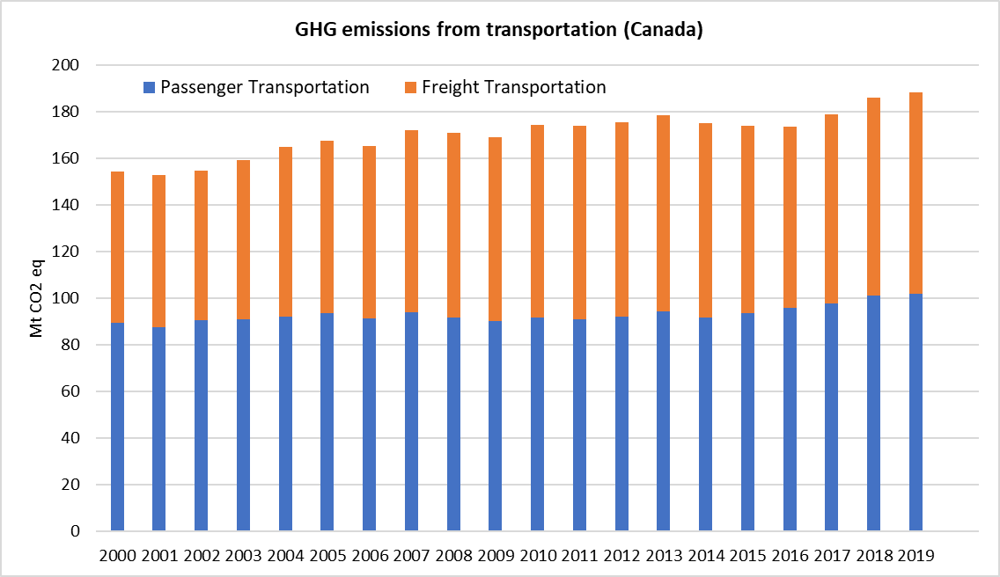 GHG emissions from transportation (Canada)
Passenger Transportation Freight Transportation
200
180
160
140
120
100
80
60
40
20
0
Mt CO2 eq
2000 2001 2002 2003 2004 2005 2006 2007 2008 2009 2010 2011 2012 2013 2014 2015 2016 2017 2018 2019